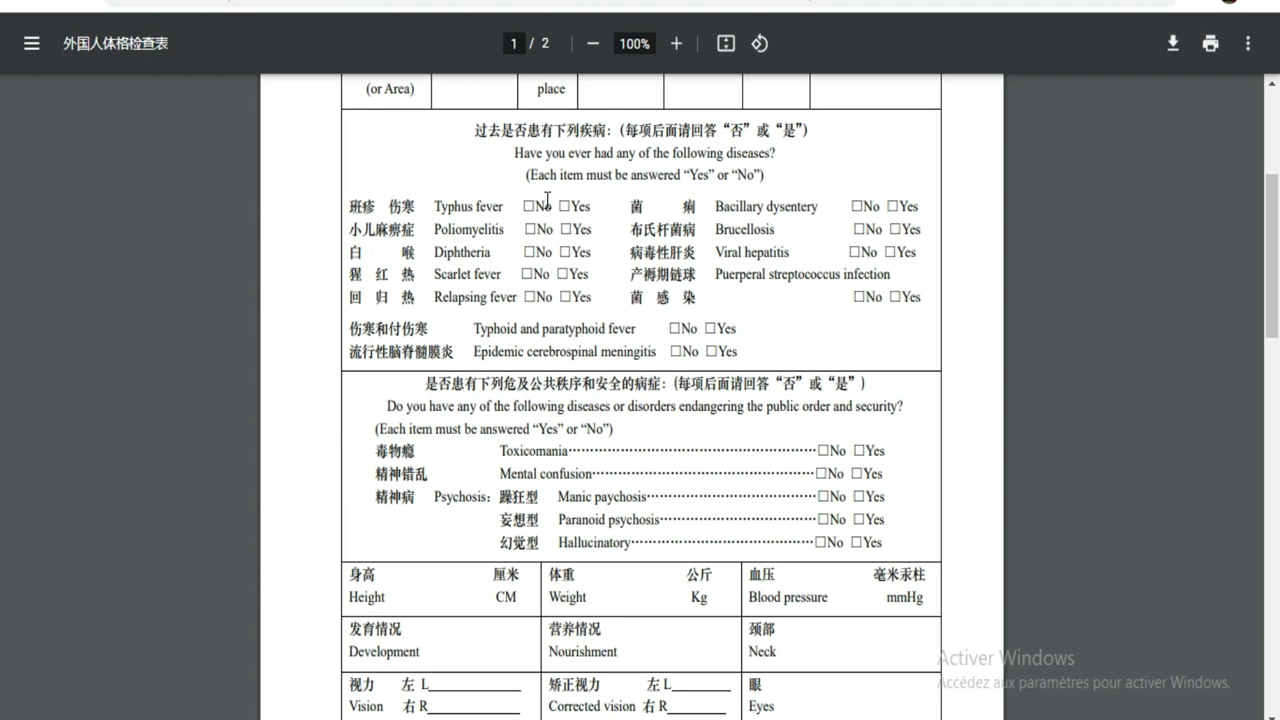 外国人体格检查表
1 / 2
100%
(or Area) place
过去是否患有下列疾病：(每项后面请回答“否”或“是”)
Have you ever had any of the following diseases?
(Each item must be answered “Yes” or “No”)
班疹 伤寒 Typhus fever □No □Yes 菌 痢 Bacillary dysentery □No □Yes
小儿麻痹症 Poliomyelitis □No □Yes 布氏杆菌病 Brucellosis □No □Yes
白 喉 Diphtheria □No □Yes 病毒性肝炎 Viral hepatitis □No □Yes
猩 红 热 Scarlet fever □No □Yes 产褥期链球 Puerperal streptococcus infection
回 归 热 Relapsing fever □No □Yes 菌 感 染 □No □Yes
伤寒和付伤寒 Typhoid and paratyphoid fever □No □Yes
流行性脑脊髓膜炎 Epidemic cerebrospinal meningitis □No □Yes
是否患有下列危及公共秩序和安全的病症：(每项后面请回答“否”或“是”)
Do you have any of the following diseases or disorders endangering the public order and security?
(Each item must be answered “Yes” or “No”)
毒物瘾 Toxicomania □No □Yes
精神错乱 Mental confusion □No □Yes
精神病 Psychosis: 躁狂型 Manic paychosis □No □Yes
妄想型 Paranoid psychosis □No □Yes
幻觉型 Hallucinatory □No □Yes
身高 厘米 体重 公斤 血压 毫米汞柱
Height CM Weight Kg Blood pressure mmHg
发育情况 营养情况 颈部
Development Nourishment Neck
视力 左 L 矫正视力 左 L 眼
Vision 右 R Corrected vision 右 R Eyes
Activer Windows
Accédez aux paramètres pour activer Windows.